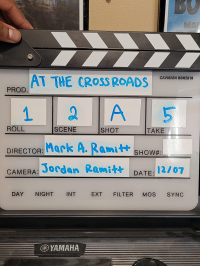 BO
AT THE CROSSROADS
PROD.
1 2 A 5
ROLL SCENE SHOT TAKE
DIRECTOR: Mark A. Ramitt SHOW#:
CAMERA: Jordan Ramitt DATE: 12/07
DAY NIGHT INT EXT FILTER MOS SYNC
YAMAHA